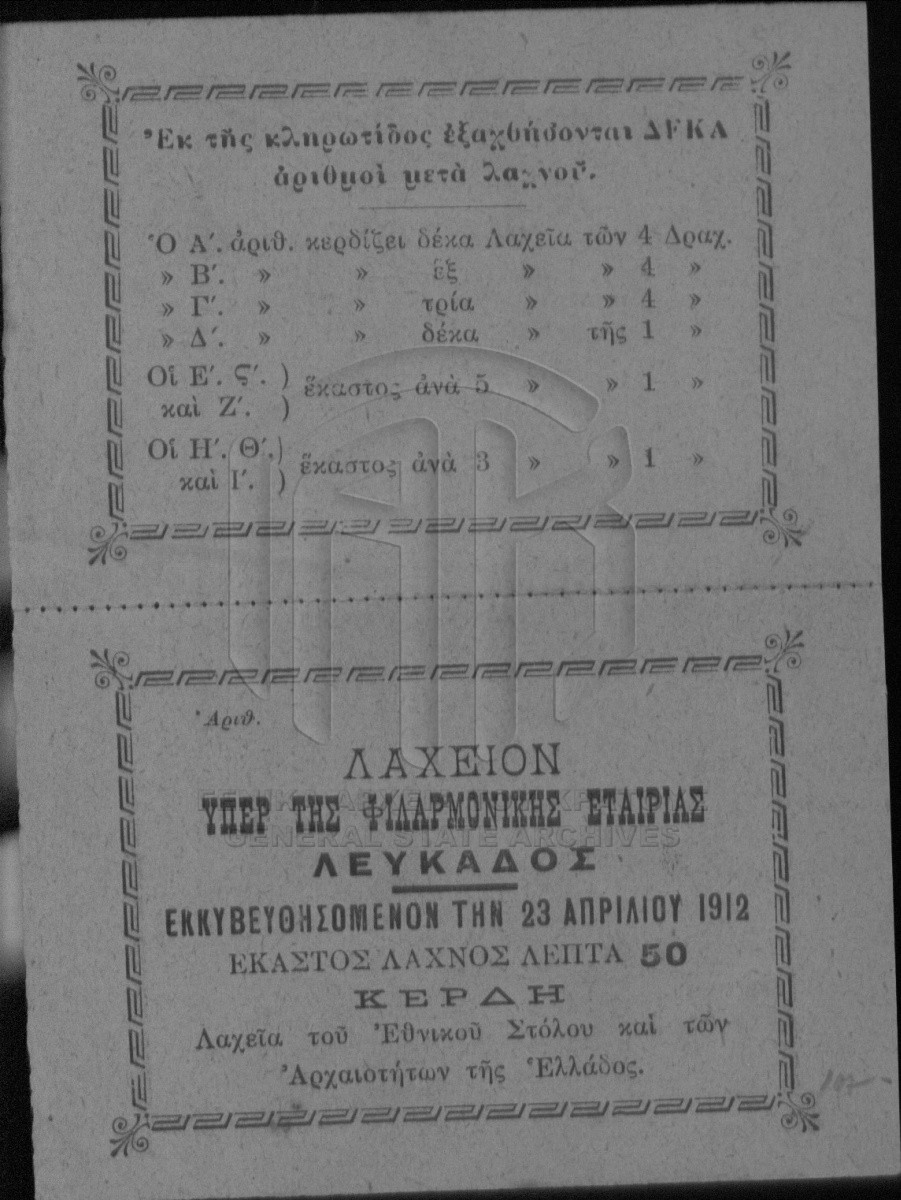 Ἐκ τῆς κληρωτίδος ἐξαχθήσονται ΔΕΚΑ
ἀριθμοὶ μετὰ λαχνοῦ.
Ὁ Α΄. ἀριθ. κερδίζει δέκα Λαχεῖα τῶν 4 Δραχ.
» Β΄. » » ἓξ » » 4 »
» Γ΄. » » τρία » » 4 »
» Δ΄. » » δέκα » τῆς 1 »
Οἱ Ε΄. Ϛ΄. )
ἕκαστος ἀνὰ 5 » » 1 »
καὶ Ζ΄. )
Οἱ Η΄. Θ΄. )
ἕκαστος ἀνὰ 3 » » 1 »
καὶ Ι΄. )
Ἀριθ.
ΛΑΧΕΙΟΝ
ΥΠΕΡ ΤΗΣ ΦΙΛΑΡΜΟΝΙΚΗΣ ΕΤΑΙΡΙΑΣ
GENERAL STATE ARCHIVES
ΛΕΥΚΑΔΟΣ
ΕΚΚΥΒΕΥΘΗΣΟΜΕΝΟΝ ΤΗΝ 23 ΑΠΡΙΛΙΟΥ 1912
ΕΚΑΣΤΟΣ ΛΑΧΝΟΣ ΛΕΠΤΑ 50
ΚΕΡΔΗ
Λαχεῖα τοῦ Ἐθνικοῦ Στόλου καὶ τῶν
Ἀρχαιοτήτων τῆς Ἑλλάδος.